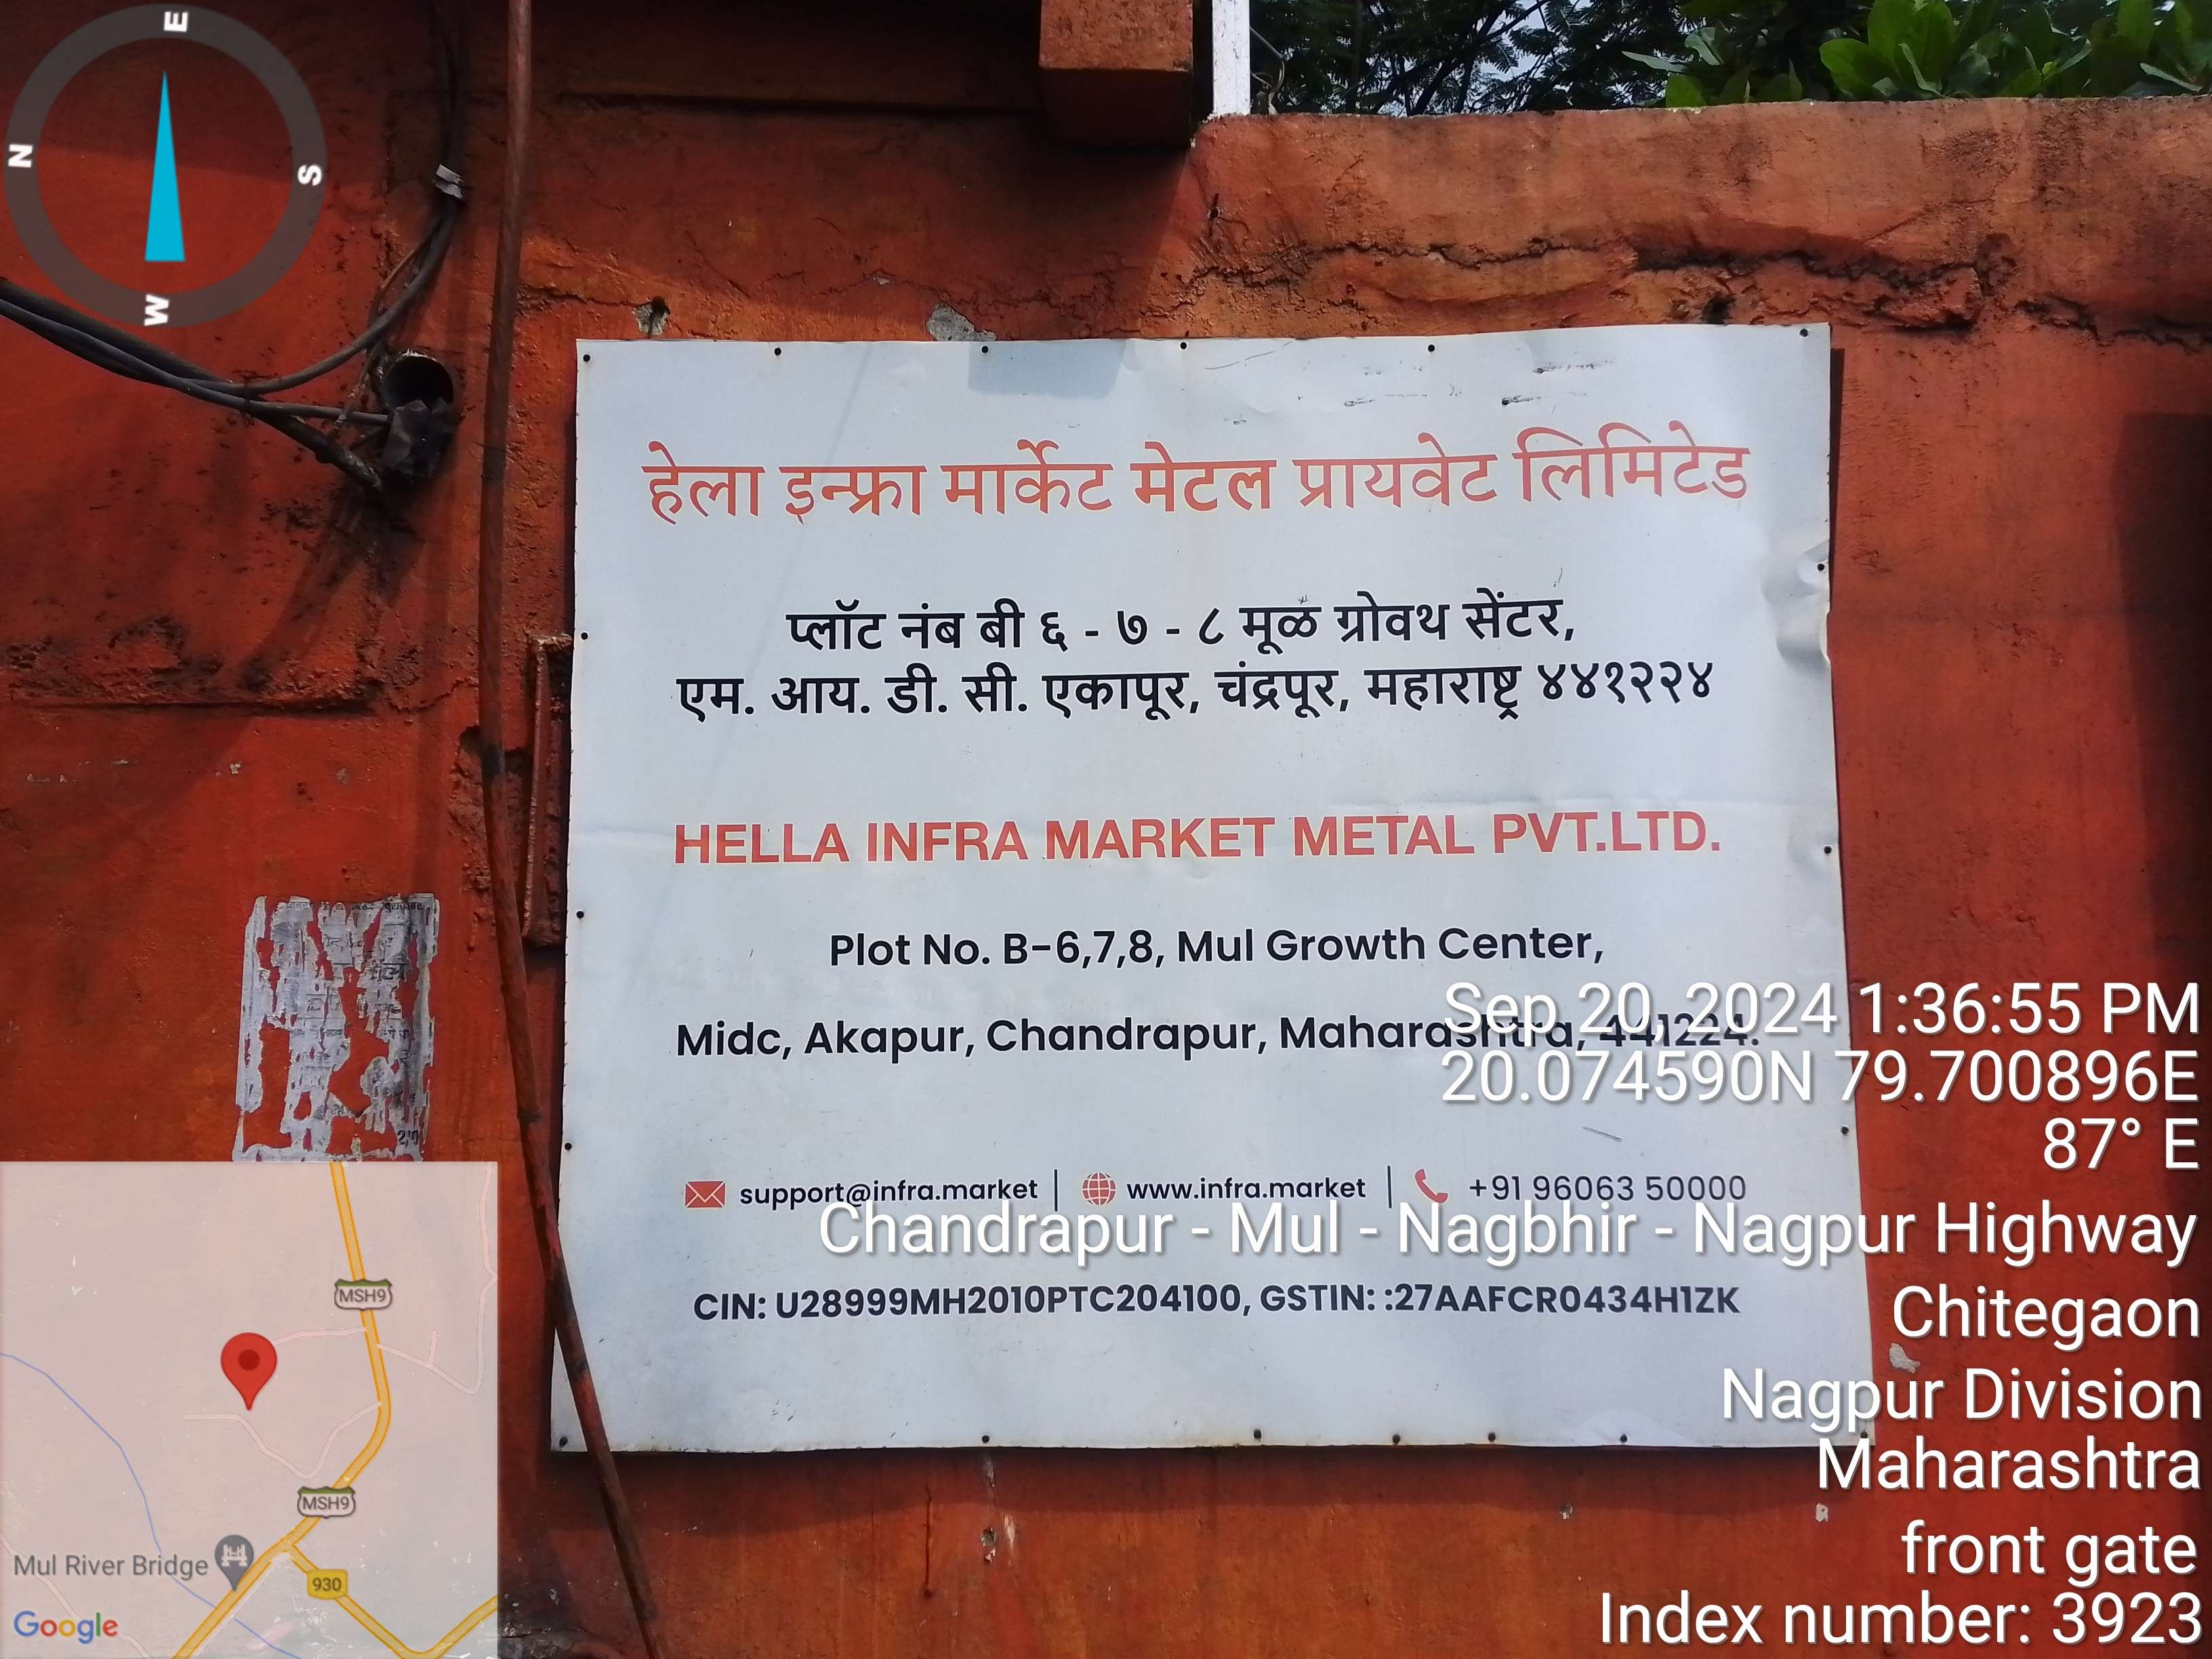 हेला इन्फ्रा मार्केट मेटल प्रायवेट लिमिटेड
प्लॉट नंब बी ६ - ७ - ८ मूळ ग्रोवथ सेंटर,
एम. आय. डी. सी. एकापूर, चंद्रपूर, महाराष्ट्र ४४१२२४
HELLA INFRA MARKET METAL PVT.LTD.
Plot No. B-6,7,8, Mul Growth Center,
Midc, Akapur, Chandrapur, Maharashtra, 441224.
support@infra.market | www.infra.market | +91 96063 50000
CIN: U28999MH2010PTC204100, GSTIN: :27AAFCR0434H1ZK
Sep 20, 2024 1:36:55 PM
20.074590N 79.700896E
87° E
Chandrapur - Mul - Nagbhir - Nagpur Highway
Chitegaon
Nagpur Division
Maharashtra
front gate
Index number: 3923
E
N
S
W
MSH9
MSH9
Mul River Bridge
930
Google